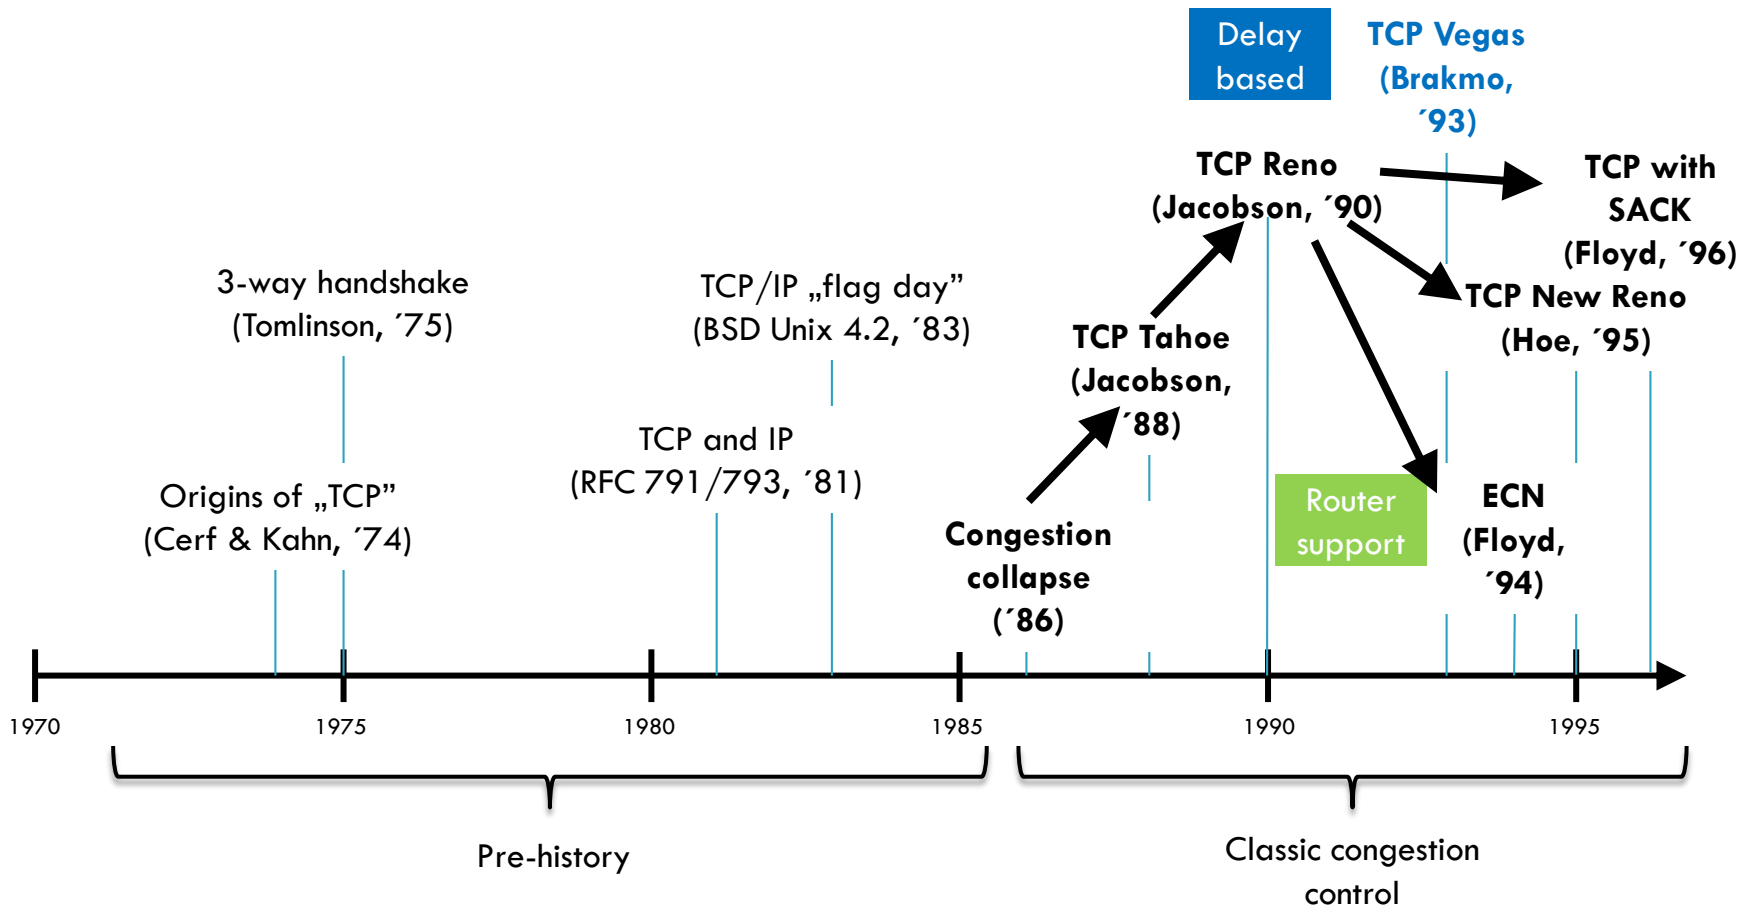 Delay
based
TCP Vegas
(Brakmo,
´93)
TCP Reno
(Jacobson, ´90)
TCP with
SACK
(Floyd, ´96)
3-way handshake
(Tomlinson, ´75)
TCP/IP „flag day”
(BSD Unix 4.2, ´83)
TCP New Reno
(Hoe, ´95)
TCP Tahoe
(Jacobson,
´88)
TCP and IP
(RFC 791/793, ´81)
Origins of „TCP”
(Cerf & Kahn, ´74)
Router
support
ECN
(Floyd,
´94)
Congestion
collapse
(´86)
1970
1975
1980
1985
1990
1995
Pre-history
Classic congestion
control